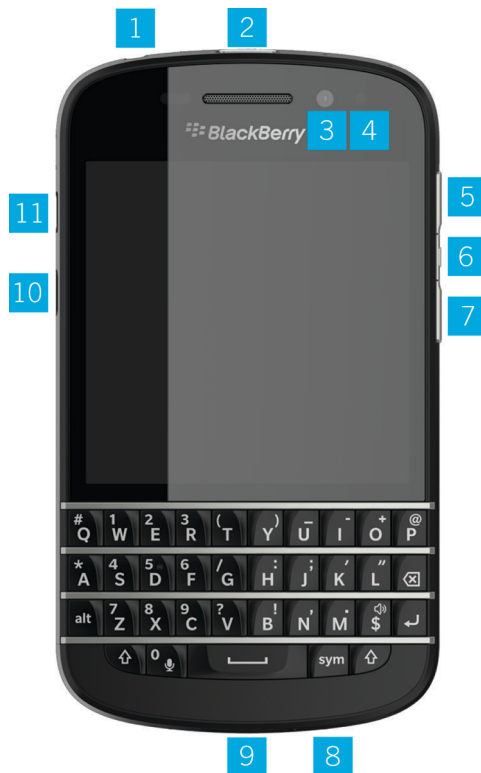 1 2
BlackBerry
3 4
5
11
6
10
7
# Q 1 W 2 E 3 R ( T ) Y _ U - I + O @ P
* A 4 S 5 D 6 F / G : H ; J ' K " L
alt 7 Z 8 X 9 C ? V ! B , N . M $
0 sym
9 8